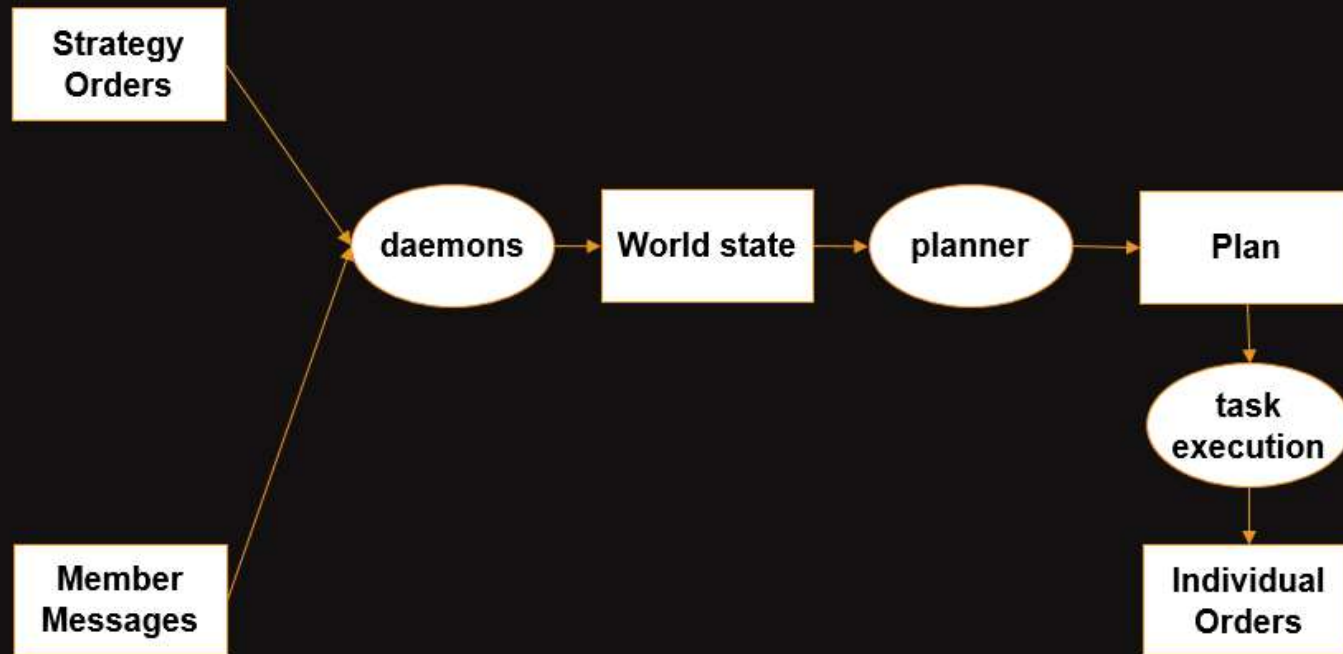 Strategy
Orders
daemons
World state
planner
Plan
task
execution
Member
Messages
Individual
Orders